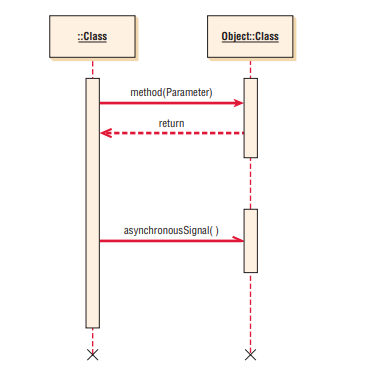 ::Class
Object::Class
method(Parameter)
return
asynchronousSignal( )